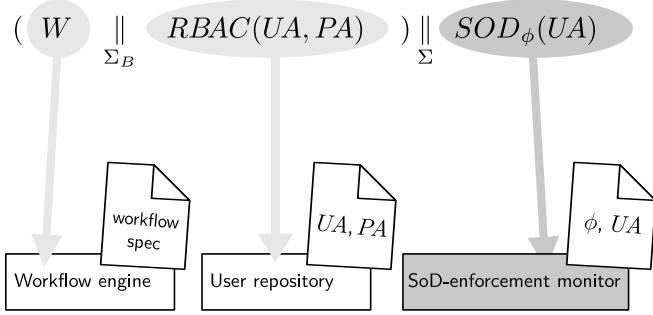 ( W ∥ RBAC(UA, PA) ) ∥ SOD_ϕ(UA)
Σ_B Σ
workflow
spec
UA, PA
ϕ, UA
Workflow engine
User repository
SoD-enforcement monitor